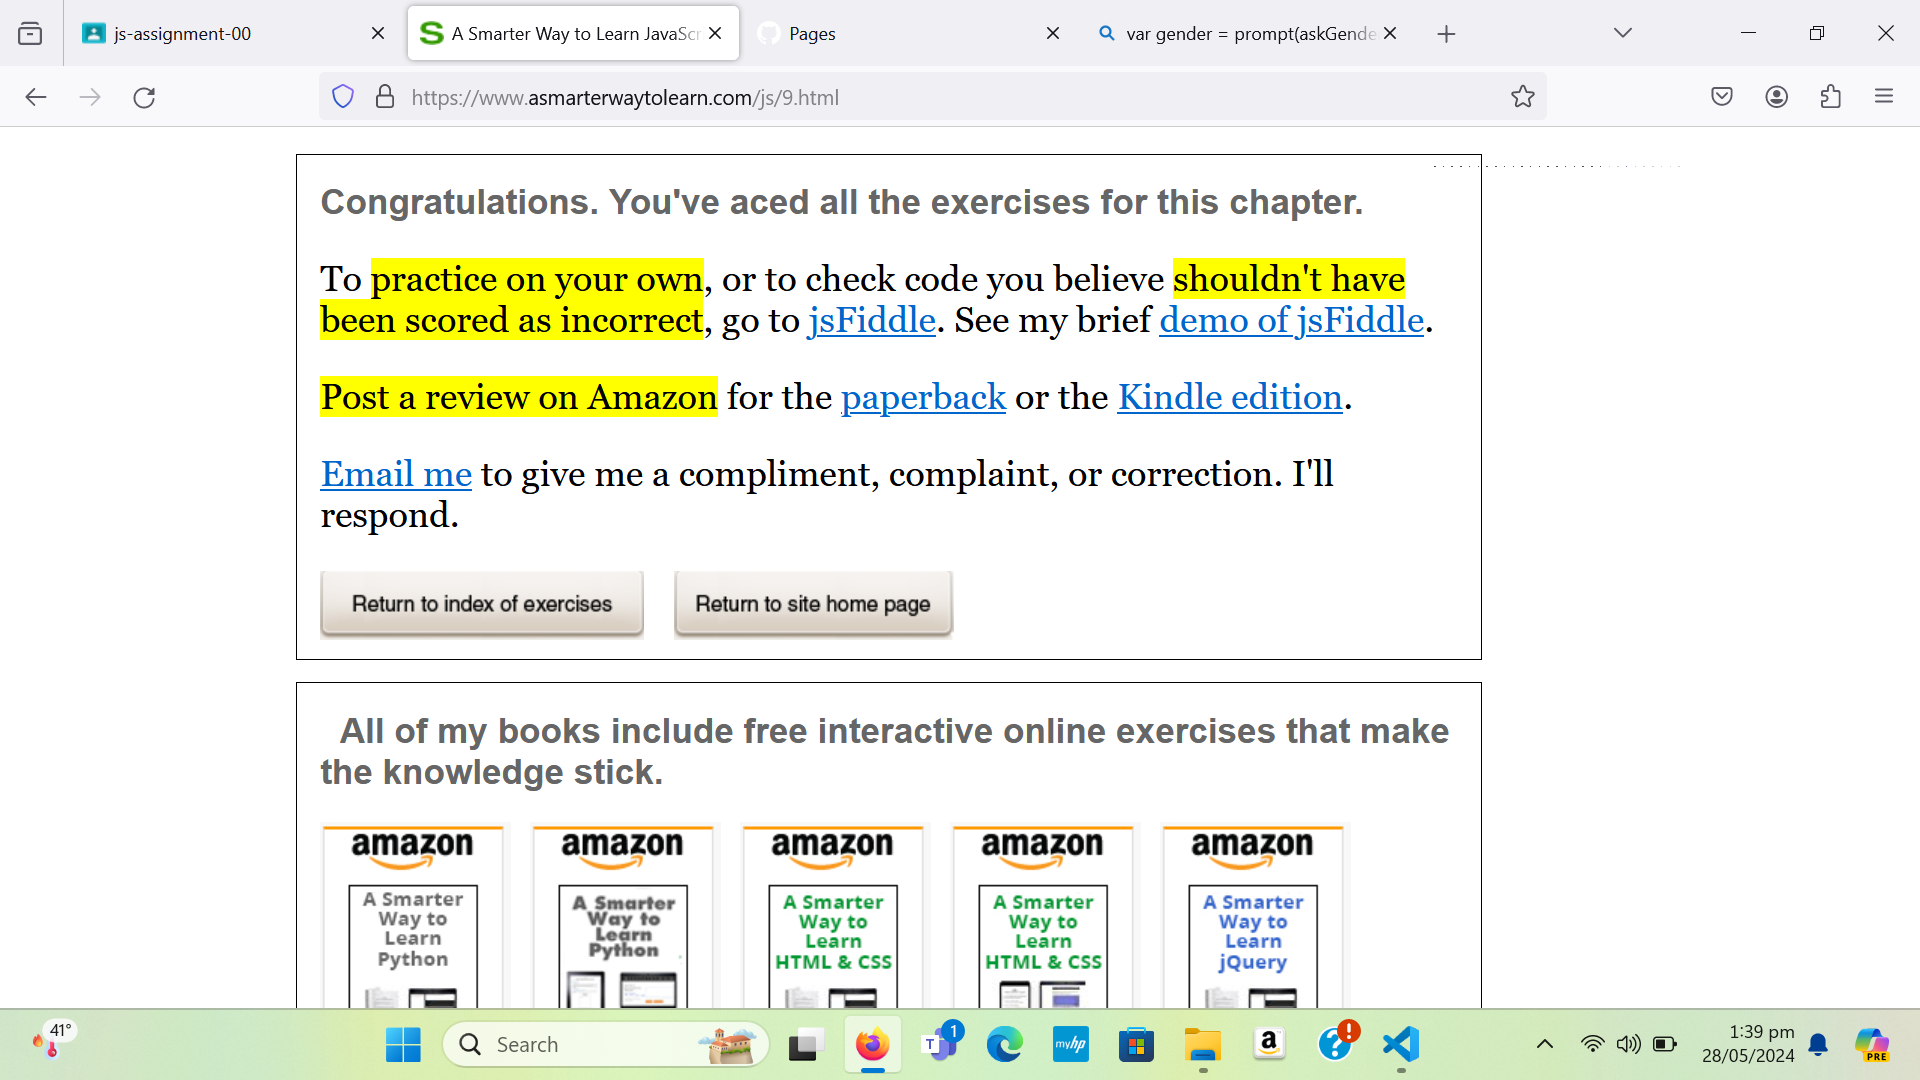 js-assignment-00
A Smarter Way to Learn JavaScr
Pages
var gender = prompt(askGende
https://www.asmarterwaytolearn.com/js/9.html
Congratulations. You've aced all the exercises for this chapter.
To practice on your own, or to check code you believe shouldn't have
been scored as incorrect, go to jsFiddle. See my brief demo of jsFiddle.
Post a review on Amazon for the paperback or the Kindle edition.
Email me to give me a compliment, complaint, or correction. I'll
respond.
Return to index of exercises
Return to site home page
All of my books include free interactive online exercises that make
the knowledge stick.
amazon
A Smarter
Way to
Learn
Python
amazon
A Smarter
Way to
Learn
Python
amazon
A Smarter
Way to
Learn
HTML & CSS
amazon
A Smarter
Way to
Learn
HTML & CSS
amazon
A Smarter
Way to
Learn
jQuery
41°
Search
T
1
myhp
a
?
!
1:39 pm
28/05/2024
PRE